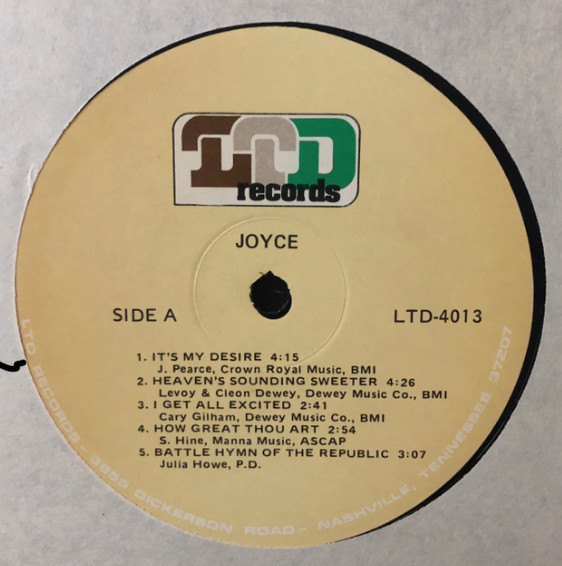 LTD
records
JOYCE
SIDE A
LTD-4013
1. IT'S MY DESIRE 4:15
J. Pearce, Crown Royal Music, BMI
2. HEAVEN'S SOUNDING SWEETER 4:26
Levoy & Cleon Dewey, Dewey Music Co., BMI
3. I GET ALL EXCITED 2:41
Cary Gilham, Dewey Music Co., BMI
4. HOW GREAT THOU ART 2:54
S. Hine, Manna Music, ASCAP
5. BATTLE HYMN OF THE REPUBLIC 3:07
Julia Howe, P.D.
LTD RECORDS - 3855 DICKERSON ROAD - NASHVILLE, TENNESSEE 37207